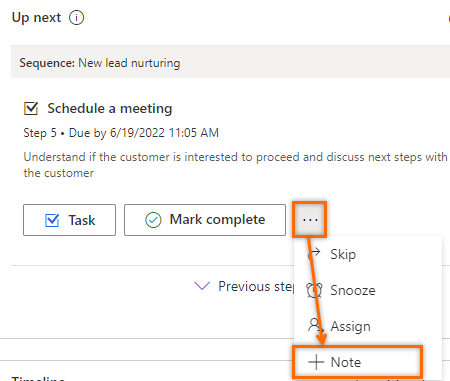 Up next
Sequence: New lead nurturing
Schedule a meeting
Step 5 • Due by 6/19/2022 11:05 AM
Understand if the customer is interested to proceed and discuss next steps with
the customer
Task
Mark complete
...
Skip
Previous
Snooze
Assign
Note
Timeline